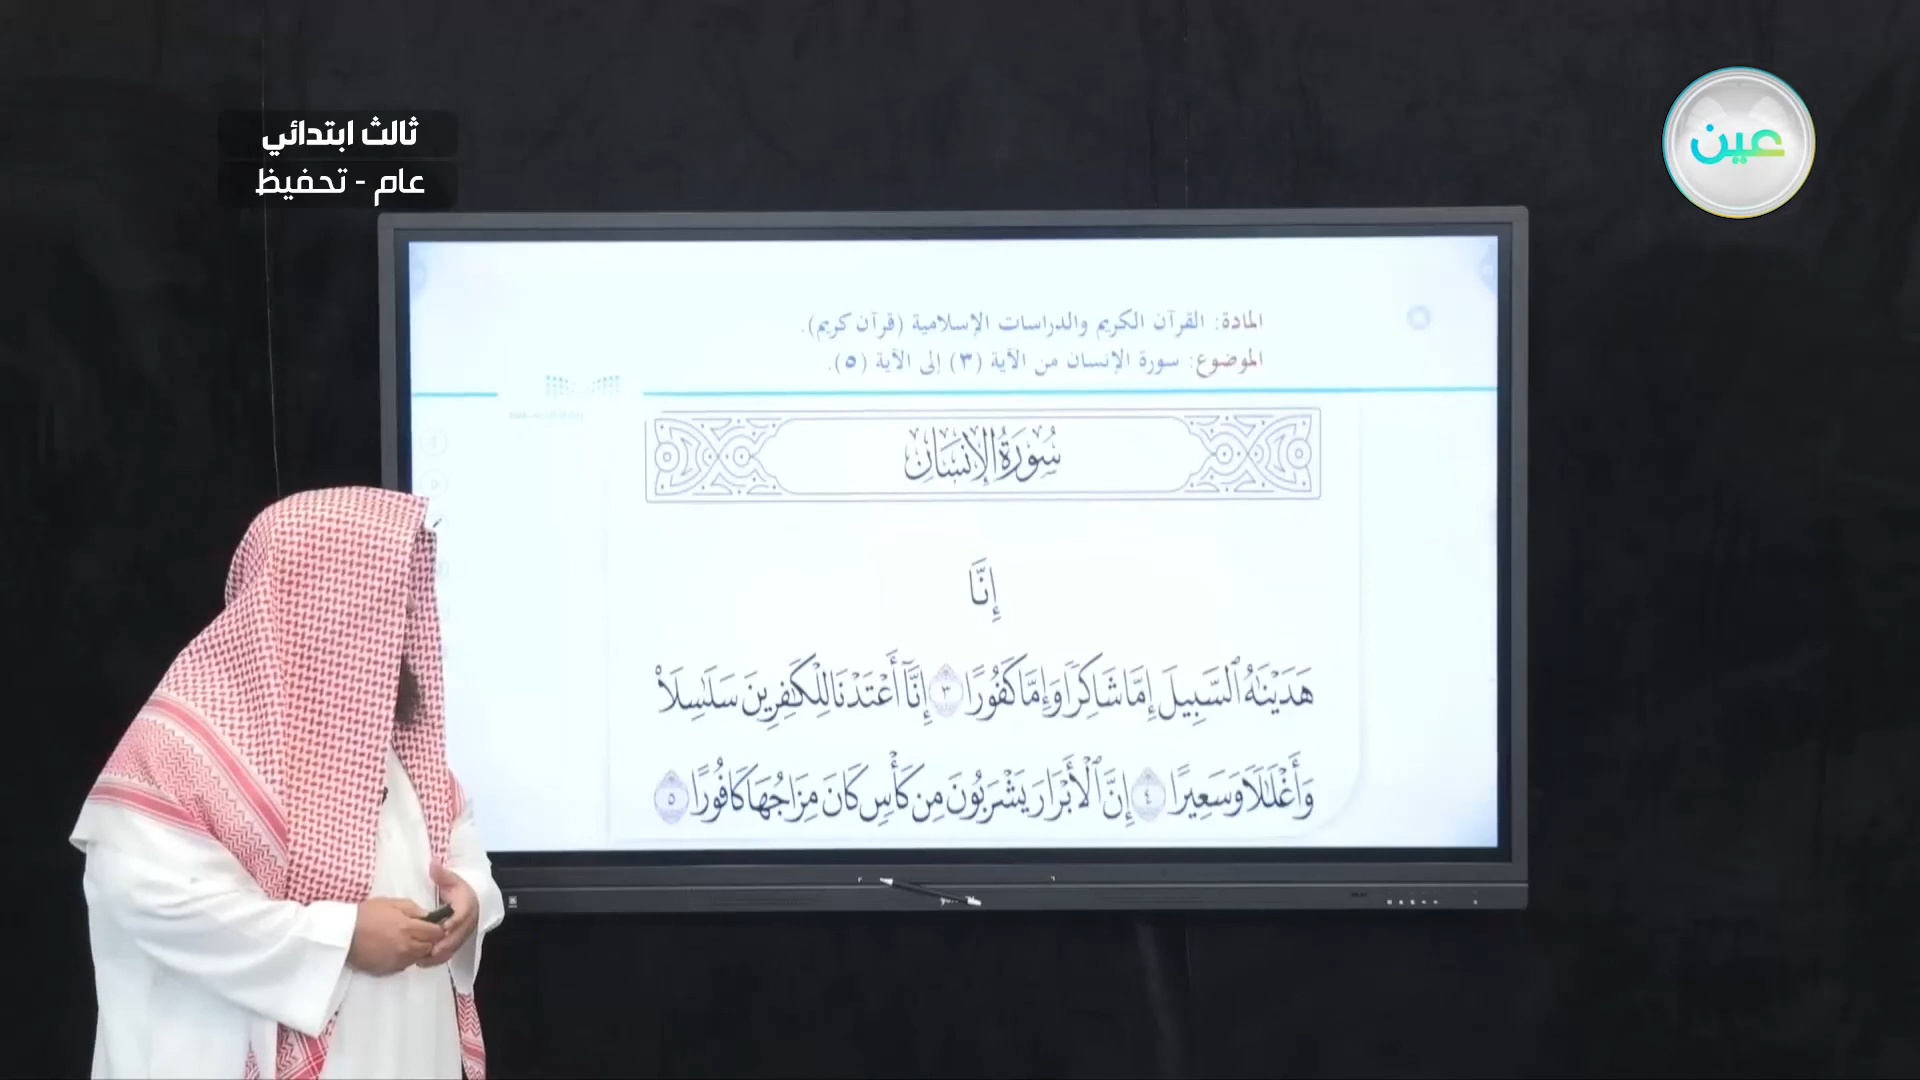 ثالث ابتدائي
عام - تحفيظ
عين
المادة: القرآن الكريم والدراسات الإسلامية (قرآن كريم).
الموضوع: سورة الإنسان من الآية (٣) إلى الآية (٥).
سُورَةُ الإِنسَانِ
إِنَّا
هَدَيْنَٰهُ ٱلسَّبِيلَ إِمَّا شَاكِرًا وَإِمَّا كَفُورًا ٣ إِنَّآ أَعْتَدْنَا لِلْكَٰفِرِينَ سَلَٰسِلَا۠
وَأَغْلَٰلًا وَسَعِيرًا ٤ إِنَّ ٱلْأَبْرَارَ يَشْرَبُونَ مِن كَأْسٍ كَانَ مِزَاجُهَا كَافُورًا ٥